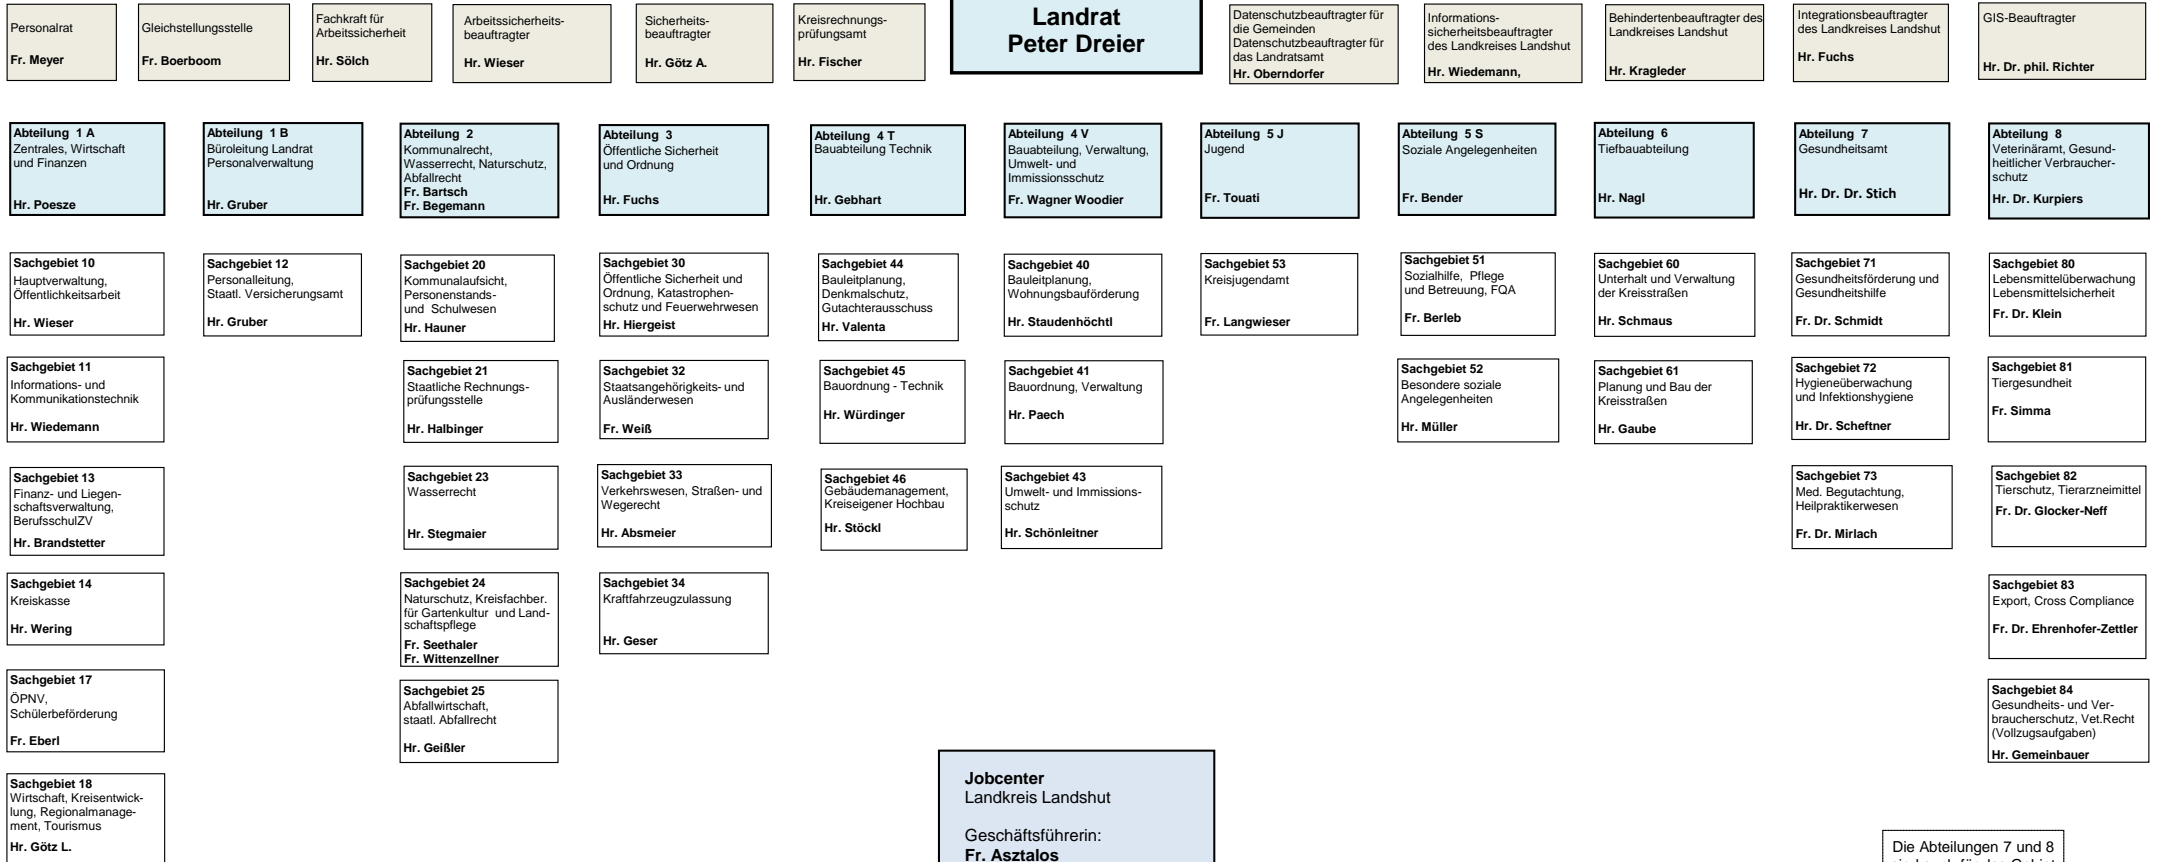 Personalrat
Fr. Meyer
Gleichstellungsstelle
Fr. Boerboom
Fachkraft für
Arbeitssicherheit
Hr. Sölch
Arbeitssicherheits-
beauftragter
Hr. Wieser
Sicherheits-
beauftragter
Hr. Götz A.
Kreisrechnungs-
prüfungsamt
Hr. Fischer
Landrat
Peter Dreier
Datenschutzbeauftragter für
die Gemeinden
Datenschutzbeauftragter für
das Landratsamt
Hr. Oberndorfer
Informations-
sicherheitsbeauftragter
des Landkreises Landshut
Hr. Wiedemann,
Behindertenbeauftragter des
Landkreises Landshut
Hr. Kragleder
Integrationsbeauftragter
des Landkreises Landshut
Hr. Fuchs
GIS-Beauftragter
Hr. Dr. phil. Richter
Abteilung 1 A
Zentrales, Wirtschaft
und Finanzen
Hr. Poesze
Abteilung 1 B
Büroleitung Landrat
Personalverwaltung
Hr. Gruber
Abteilung 2
Kommunalrecht,
Wasserrecht, Naturschutz,
Abfallrecht
Fr. Bartsch
Fr. Begemann
Abteilung 3
Öffentliche Sicherheit
und Ordnung
Hr. Fuchs
Abteilung 4 T
Bauabteilung Technik
Hr. Gebhart
Abteilung 4 V
Bauabteilung, Verwaltung,
Umwelt- und
Immissionsschutz
Fr. Wagner Woodier
Abteilung 5 J
Jugend
Fr. Touati
Abteilung 5 S
Soziale Angelegenheiten
Fr. Bender
Abteilung 6
Tiefbauabteilung
Hr. Nagl
Abteilung 7
Gesundheitsamt
Hr. Dr. Dr. Stich
Abteilung 8
Veterinäramt, Gesund-
heitlicher Verbraucher-
schutz
Hr. Dr. Kurpiers
Sachgebiet 10
Hauptverwaltung,
Öffentlichkeitsarbeit
Hr. Wieser
Sachgebiet 12
Personalleitung,
Staatl. Versicherungsamt
Hr. Gruber
Sachgebiet 20
Kommunalaufsicht,
Personenstands-
und Schulwesen
Hr. Hauner
Sachgebiet 30
Öffentliche Sicherheit und
Ordnung, Katastrophen-
schutz und Feuerwehrwesen
Hr. Hiergeist
Sachgebiet 44
Bauleitplanung,
Denkmalschutz,
Gutachterausschuss
Hr. Valenta
Sachgebiet 40
Bauleitplanung,
Wohnungsbauförderung
Hr. Staudenhöchtl
Sachgebiet 53
Kreisjugendamt
Fr. Langwieser
Sachgebiet 51
Sozialhilfe, Pflege
und Betreuung, FQA
Fr. Berleb
Sachgebiet 60
Unterhalt und Verwaltung
der Kreisstraßen
Hr. Schmaus
Sachgebiet 71
Gesundheitsförderung und
Gesundheitshilfe
Fr. Dr. Schmidt
Sachgebiet 80
Lebensmittelüberwachung
Lebensmittelsicherheit
Fr. Dr. Klein
Sachgebiet 11
Informations- und
Kommunikationstechnik
Hr. Wiedemann
Sachgebiet 21
Staatliche Rechnungs-
prüfungsstelle
Hr. Halbinger
Sachgebiet 32
Staatsangehörigkeits- und
Ausländerwesen
Fr. Weiß
Sachgebiet 45
Bauordnung - Technik
Hr. Würdinger
Sachgebiet 41
Bauordnung, Verwaltung
Hr. Paech
Sachgebiet 52
Besondere soziale
Angelegenheiten
Hr. Müller
Sachgebiet 61
Planung und Bau der
Kreisstraßen
Hr. Gaube
Sachgebiet 72
Hygieneüberwachung
und Infektionshygiene
Hr. Dr. Scheftner
Sachgebiet 81
Tiergesundheit
Fr. Simma
Sachgebiet 13
Finanz- und Liegen-
schaftsverwaltung,
BerufsschulZV
Hr. Brandstetter
Sachgebiet 23
Wasserrecht
Hr. Stegmaier
Sachgebiet 33
Verkehrswesen, Straßen- und
Wegerecht
Hr. Absmeier
Sachgebiet 46
Gebäudemanagement,
Kreiseigener Hochbau
Hr. Stöckl
Sachgebiet 43
Umwelt- und Immissions-
schutz
Hr. Schönleitner
Sachgebiet 73
Med. Begutachtung,
Heilpraktikerwesen
Fr. Dr. Mirlach
Sachgebiet 82
Tierschutz, Tierarzneimittel
Fr. Dr. Glocker-Neff
Sachgebiet 14
Kreiskasse
Hr. Wering
Sachgebiet 24
Naturschutz, Kreisfachber.
für Gartenkultur und Land-
schaftspflege
Fr. Seethaler
Fr. Wittenzellner
Sachgebiet 34
Kraftfahrzeugzulassung
Hr. Geser
Sachgebiet 83
Export, Cross Compliance
Fr. Dr. Ehrenhofer-Zettler
Sachgebiet 17
ÖPNV,
Schülerbeförderung
Fr. Eberl
Sachgebiet 25
Abfallwirtschaft,
staatl. Abfallrecht
Hr. Geißler
Sachgebiet 84
Gesundheits- und Ver-
braucherschutz, Vet.Recht
(Vollzugsaufgaben)
Hr. Gemeinbauer
Sachgebiet 18
Wirtschaft, Kreisentwick-
lung, Regionalmanage-
ment, Tourismus
Hr. Götz L.
Jobcenter
Landkreis Landshut
Geschäftsführerin:
Fr. Asztalos
Die Abteilungen 7 und 8